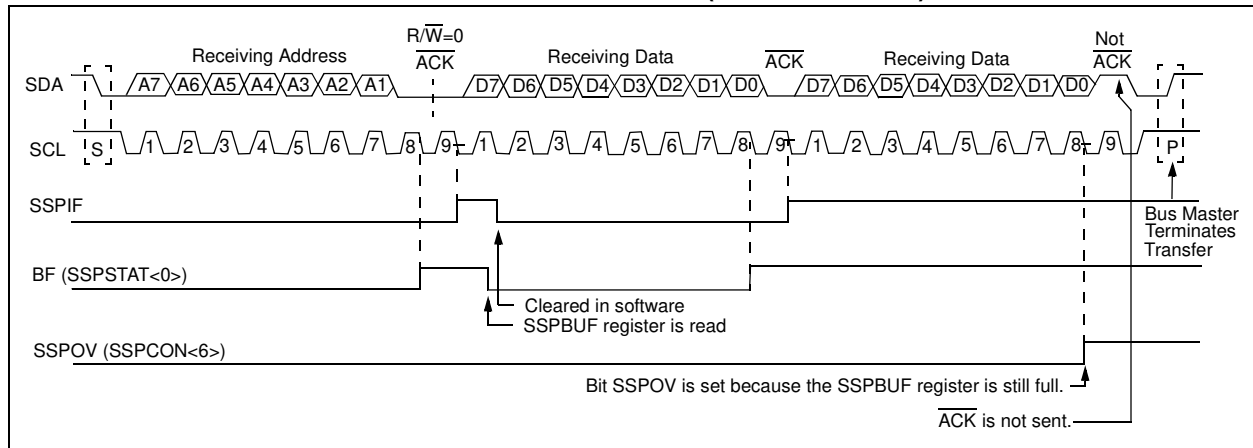 R/W̅=0
Receiving Address A̅C̅K̅ Receiving Data A̅C̅K̅ Receiving Data Not A̅C̅K̅
SDA A7 A6 A5 A4 A3 A2 A1 D7 D6 D5 D4 D3 D2 D1 D0 D7 D6 D5 D4 D3 D2 D1 D0
SCL S 1 2 3 4 5 6 7 8 9 1 2 3 4 5 6 7 8 9 1 2 3 4 5 6 7 8 9 P
SSPIF
Bus Master
Terminates
Transfer
BF (SSPSTAT<0>)
Cleared in software
SSPBUF register is read
SSPOV (SSPCON<6>)
Bit SSPOV is set because the SSPBUF register is still full.
A̅C̅K̅ is not sent.